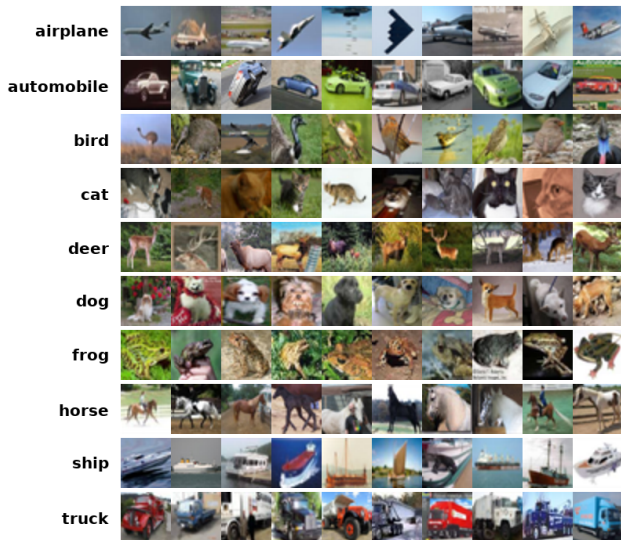 airplane
automobile
bird
cat
deer
dog
frog
horse
ship
truck